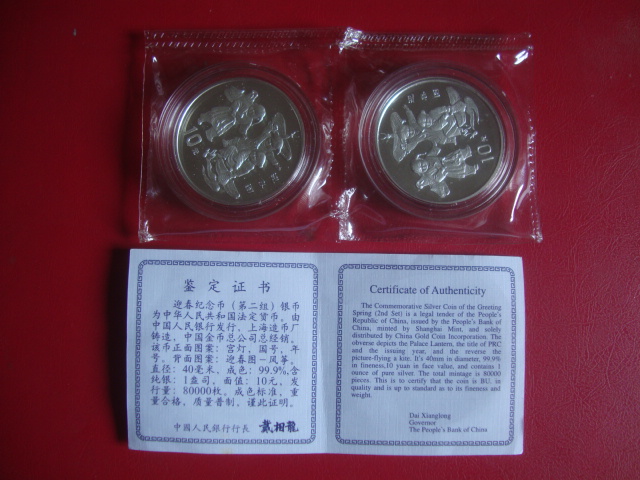 10元
10元
鉴定证书
迎春纪念币(第二组)银币
为中华人民共和国法定货币。由
中国人民银行发行,上海造币厂
铸造,中国金币总公司总经销。
该币正面图案:宫灯,国号,年
号,背面图案:迎春图—风筝,
直径:40毫米,成色:99.9%,含
纯银:1盎司,面值:10元,发
行量:80000枚,成色标准,重
量合格,质量普制,谨此证明。
中國人民銀行行長 戴相龍
Certificate of Authenticity
The Commemorative Silver Coin of the Greeting
Spring (2nd Set) is a legal tender of the People's
Republic of China, issued by the People's Bank of
China, minted by Shanghai Mint, and solely
distributed by China Gold Coin Incorporation. The
obverse depicts Palace Lantern, the title of PRC
and the issuing year, and the reverse the
picture-flying a kite. It's 40mm in diameter, 99.9%
in fineness,10 yuan in face value, and contains 1
ounce of pure silver. The total mintage is 80000
pieces. This is to certify that the coin is BU. in
quality and is up to standard as to its fineness and
weight.
Dai Xianglong
Governor
The People's Bank of China